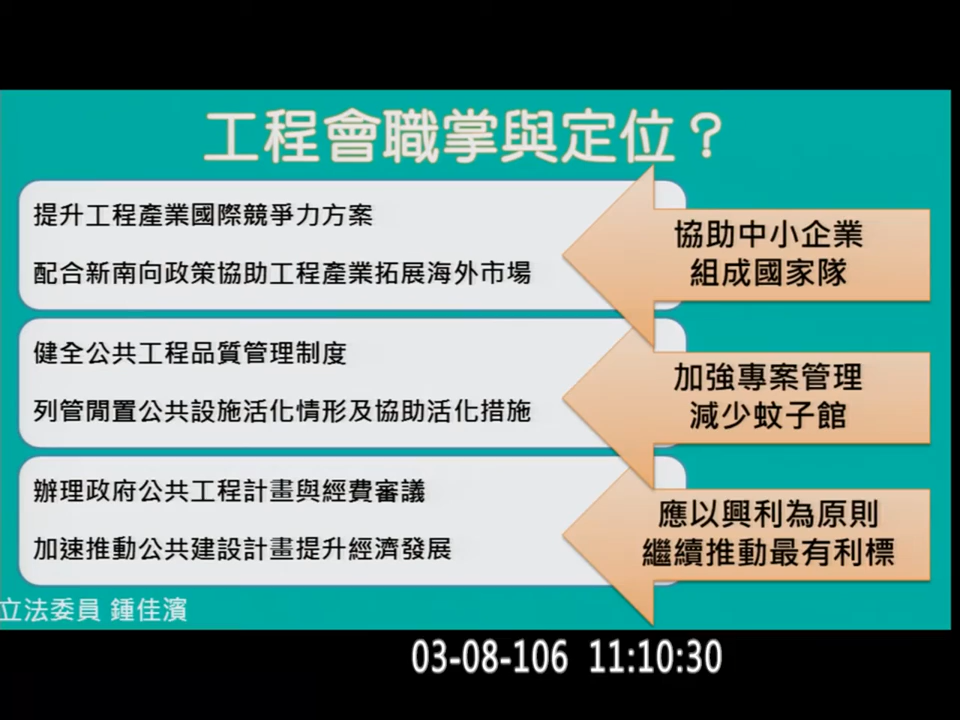 工程會職掌與定位？
提升工程產業國際競爭力方案
配合新南向政策協助工程產業拓展海外市場
協助中小企業
組成國家隊
健全公共工程品質管理制度
列管閒置公共設施活化情形及協助活化措施
加強專案管理
減少蚊子館
辦理政府公共工程計畫與經費審議
加速推動公共建設計畫提升經濟發展
應以興利為原則
繼續推動最有利標
立法委員 鍾佳濱
03-08-106 11:10:30